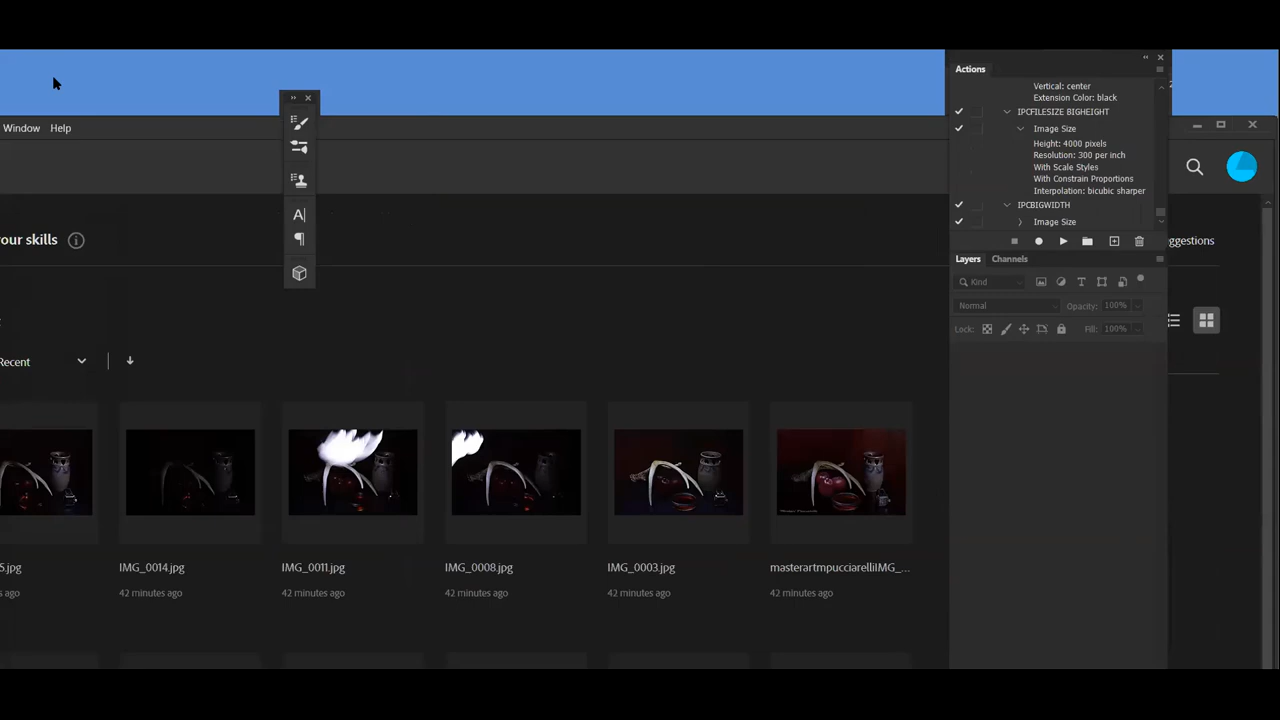 Actions
Vertical: center
Extension Color: black
IPCFILESIZE BIGHEIGHT
Image Size
Height: 4000 pixels
Resolution: 300 per inch
With Scale Styles
With Constrain Proportions
Interpolation: bicubic sharper
IPCBIGWIDTH
Image Size
Window Help
your skills
ggestions
Layers Channels
Kind
Normal Opacity: 100%
Lock: Fill: 100%
Recent
5.jpg IMG_0014.jpg IMG_0011.jpg IMG_0008.jpg IMG_0003.jpg masterartmpucciarelliIMG_...
s ago 42 minutes ago 42 minutes ago 42 minutes ago 42 minutes ago 42 minutes ago